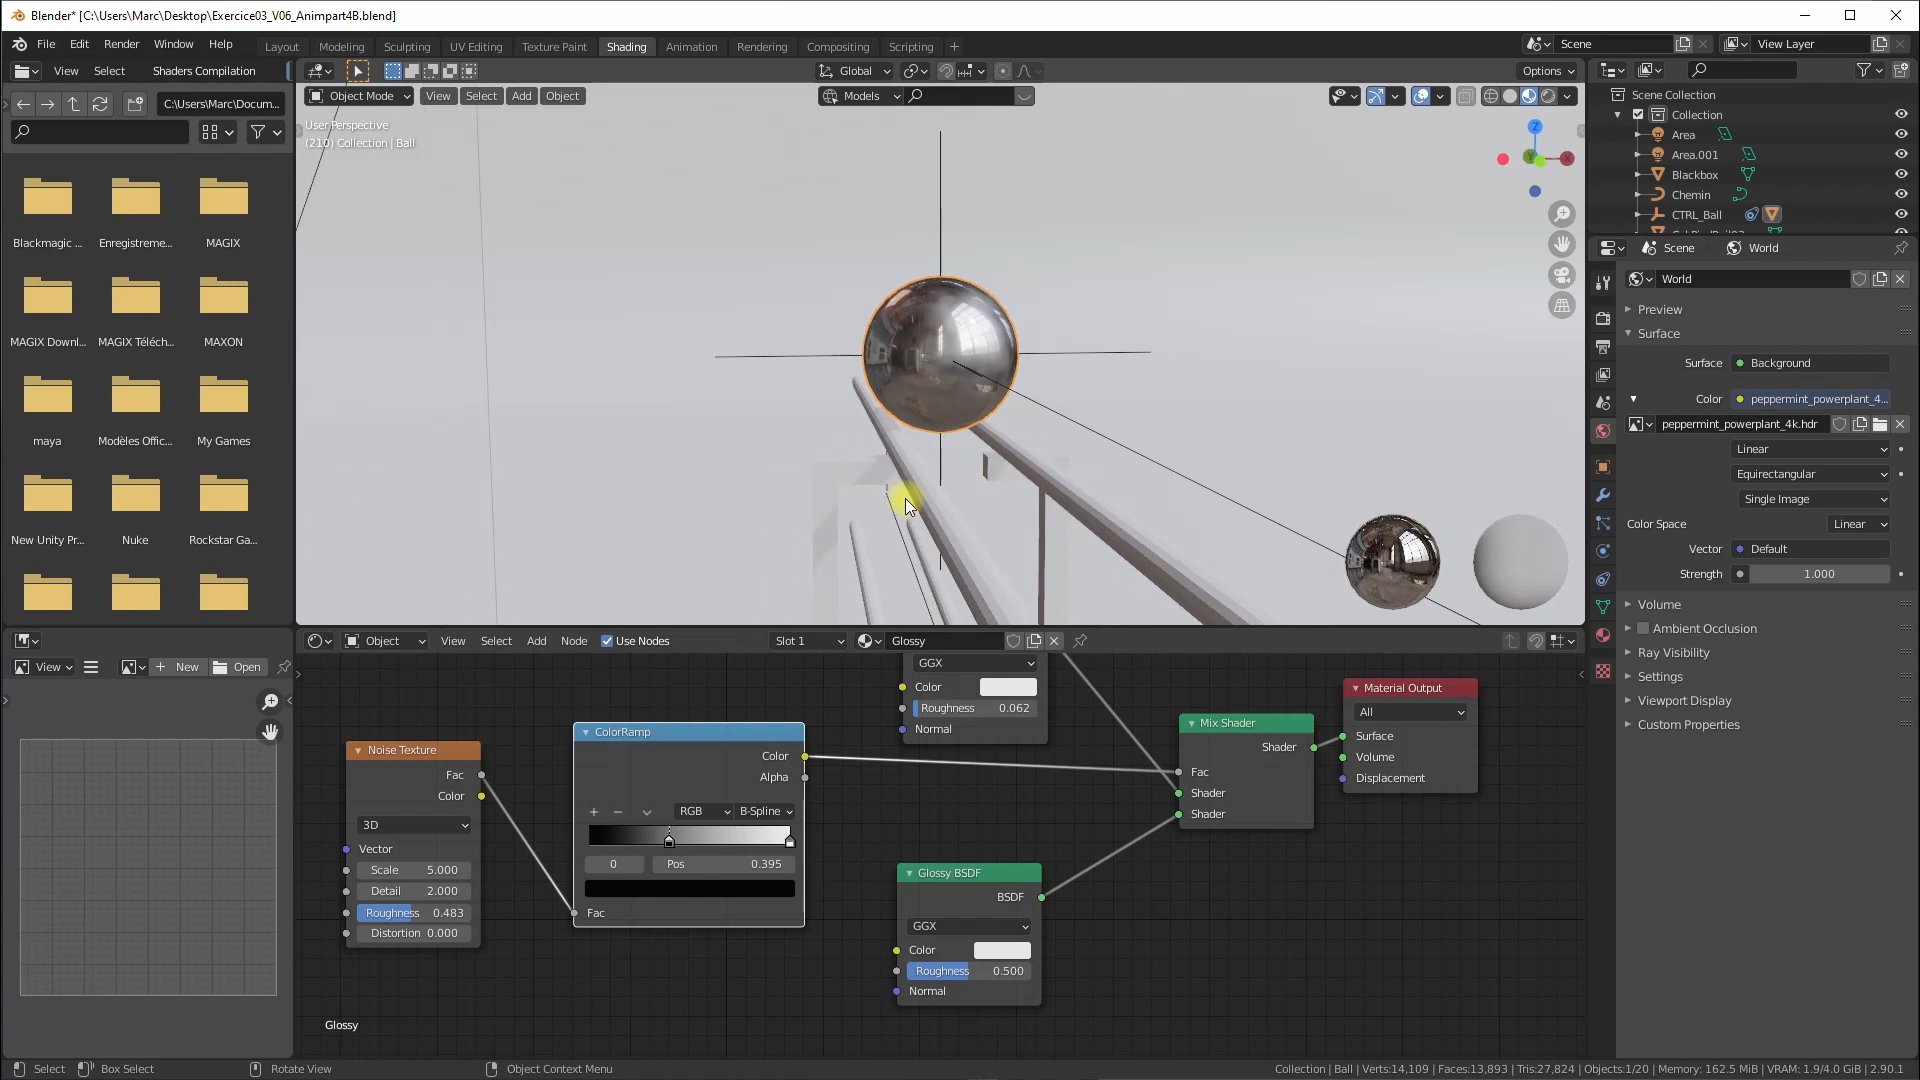 Blender* [C:\Users\Marc\Desktop\Exercice03_V06_Animpart4B.blend]
File Edit Render Window Help Layout Modeling Sculpting UV Editing Texture Paint Shading Animation Rendering Compositing Scripting + Scene View Layer
View Select Shaders Compilation Global Options
C:\Users\Marc\Docum...
Object Mode View Select Add Object Models
User Perspective
(210) Collection | Ball
Z
Y
Blackmagic ... Enregistreme... MAGIX
MAGIX Downl... MAGIX Téléch... MAXON
maya Modèles Offic... My Games
New Unity Pr... Nuke Rockstar Ga...
Scene Collection
Collection
Area
Area.001
Blackbox
Chemin
CTRL_Ball
Scene World
World
Preview
Surface
Surface Background
Color peppermint_powerplant_4...
peppermint_powerplant_4k.hdr
Linear
Equirectangular
Single Image
Color Space Linear
Vector Default
Strength 1.000
Volume
Ambient Occlusion
Ray Visibility
Settings
Viewport Display
Custom Properties
View New Open
Object View Select Add Node Use Nodes Slot 1 Glossy
Noise Texture
Fac
Color
3D
Vector
Scale 5.000
Detail 2.000
Roughness 0.483
Distortion 0.000
ColorRamp
Color
Alpha
+ − RGB B-Spline
0 Pos 0.395
Fac
GGX
Color
Roughness 0.062
Normal
Glossy BSDF
BSDF
GGX
Color
Roughness 0.500
Normal
Mix Shader
Shader
Fac
Shader
Shader
Material Output
All
Surface
Volume
Displacement
Glossy
Select Box Select Rotate View Object Context Menu Collection | Ball | Verts:14,109 | Faces:13,893 | Tris:27,824 | Objects:1/20 | Memory: 162.5 MiB | VRAM: 1.9/4.0 GiB | 2.90.1